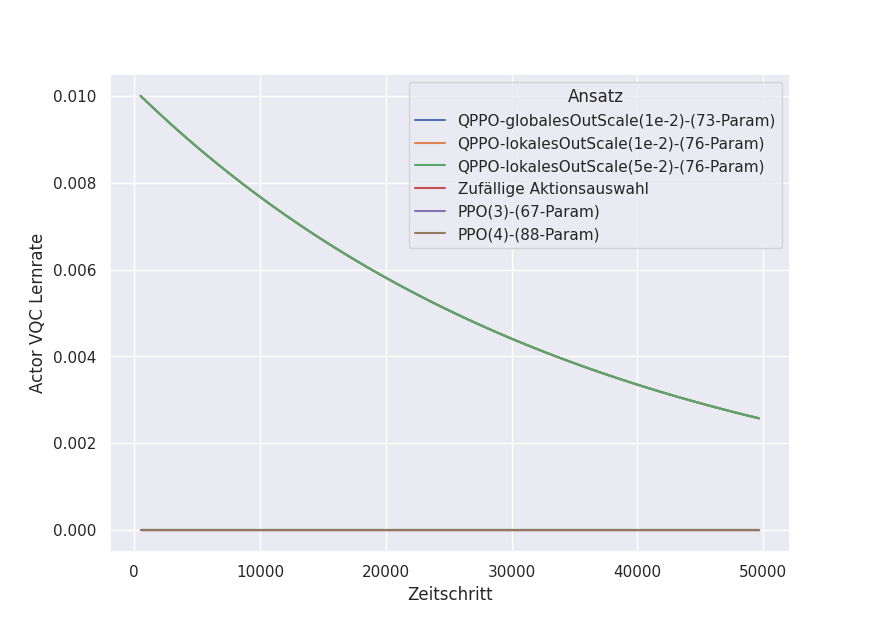 Ansatz
QPPO-globalesOutScale(1e-2)-(73-Param)
QPPO-lokalesOutScale(1e-2)-(76-Param)
QPPO-lokalesOutScale(5e-2)-(76-Param)
Zufällige Aktionsauswahl
PPO(3)-(67-Param)
PPO(4)-(88-Param)
Actor VQC Lernrate
0.010
0.008
0.006
0.004
0.002
0.000
0 10000 20000 30000 40000 50000
Zeitschritt